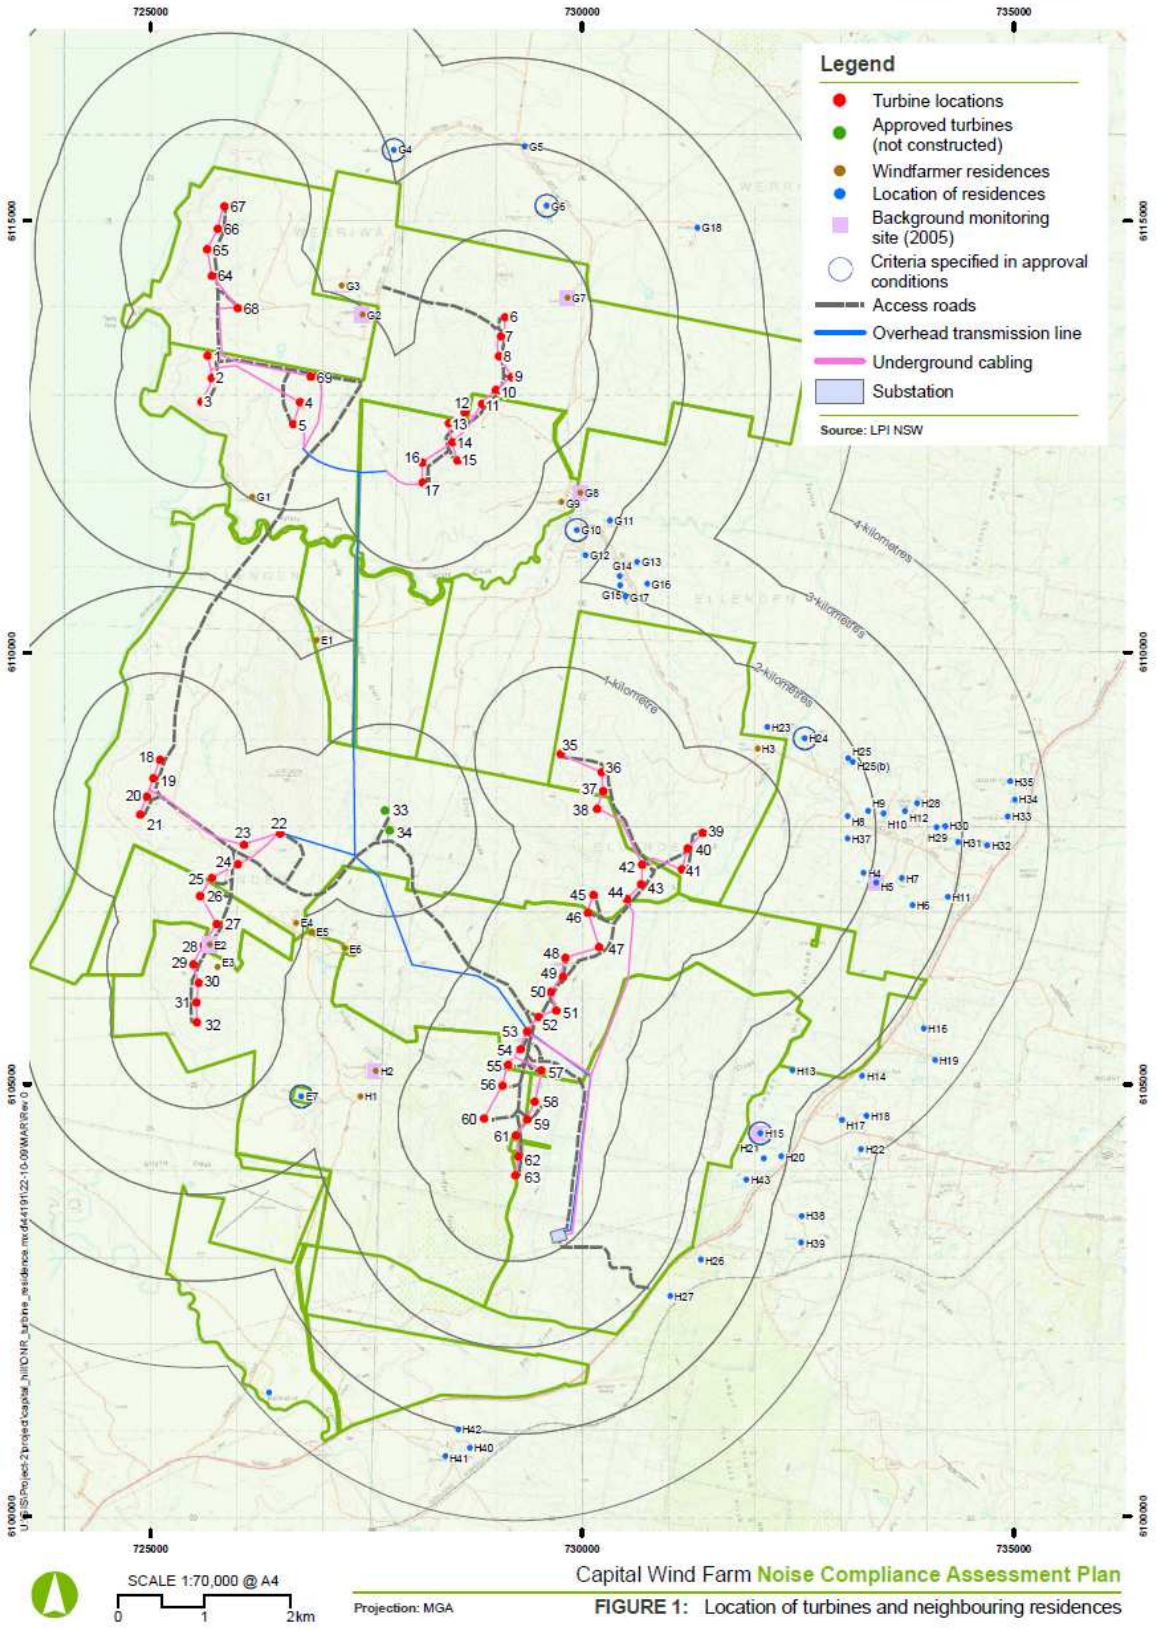 725000
730000
735000
Legend
Turbine locations
Approved turbines
(not constructed)
Windfarmer residences
Location of residences
Background monitoring
site (2005)
Criteria specified in approval
conditions
Access roads
Overhead transmission line
Underground cabling
Substation
Source: LPI NSW
6115000
6115000
G4
G5
G6
G18
67
66
65
64
68
G3
G2
G7
6
7
8
9
10
11
12
13
14
15
16
17
1
2
3
69
4
5
G1
G8
G9
G10
G11
G12
G13
G14
G16
G15
G17
4-kilometres
3-kilometres
2-kilometres
1-kilometre
E1
6110000
6110000
H23
H24
H3
H25
H25(b)
35
36
37
38
18
19
20
21
22
23
24
25
26
27
28
29
30
31
32
33
34
39
40
41
42
43
44
45
46
47
48
49
50
51
52
53
54
55
56
57
58
59
60
61
62
63
H35
H34
H33
H28
H9
H8
H10
H12
H30
H29
H37
H31
H32
H4
H5
H7
H6
H11
E4
E5
E6
E2
E3
H16
H19
H13
H14
6105000
6105000
H2
H1
E7
H18
H17
H15
H21
H20
H22
H43
H38
H39
H26
H27
H42
H40
H41
6100000
6100000
725000
730000
735000
SCALE 1:70,000 @ A4
0 1 2km
Projection: MGA
Capital Wind Farm Noise Compliance Assessment Plan
FIGURE 1: Location of turbines and neighbouring residences